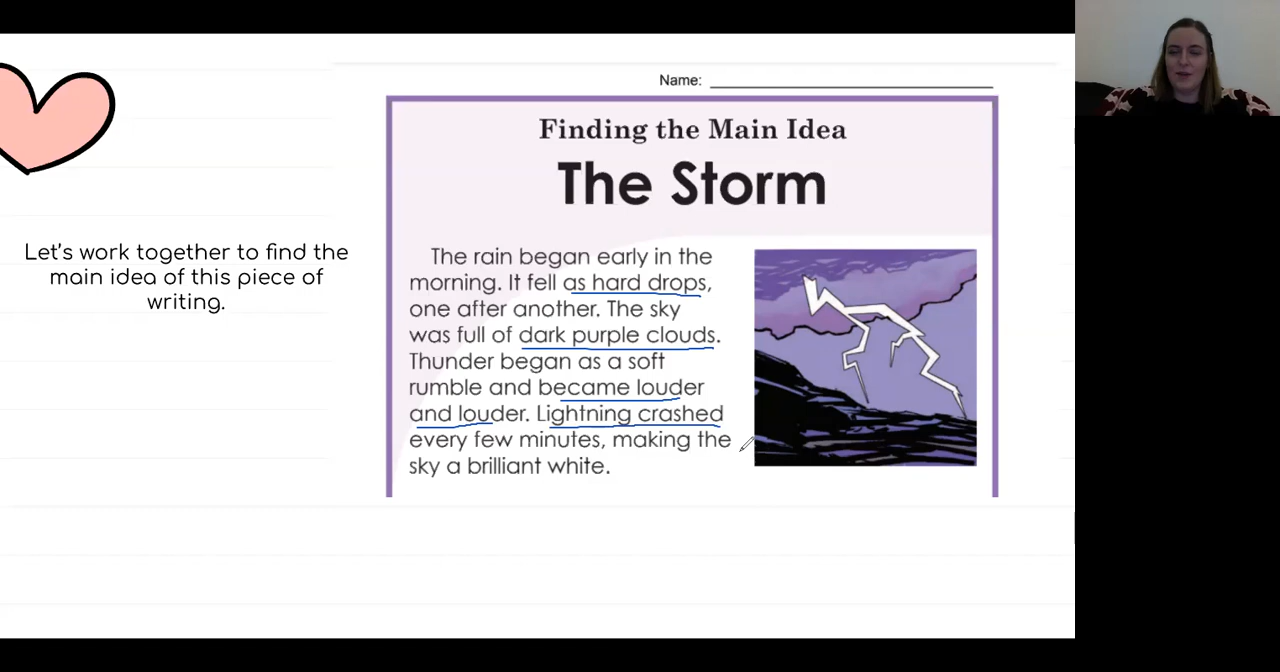 Name:
Finding the Main Idea
The Storm
Let's work together to find the
main idea of this piece of
writing.
The rain began early in the
morning. It fell as hard drops,
one after another. The sky
was full of dark purple clouds.
Thunder began as a soft
rumble and became louder
and louder. Lightning crashed
every few minutes, making the
sky a brilliant white.